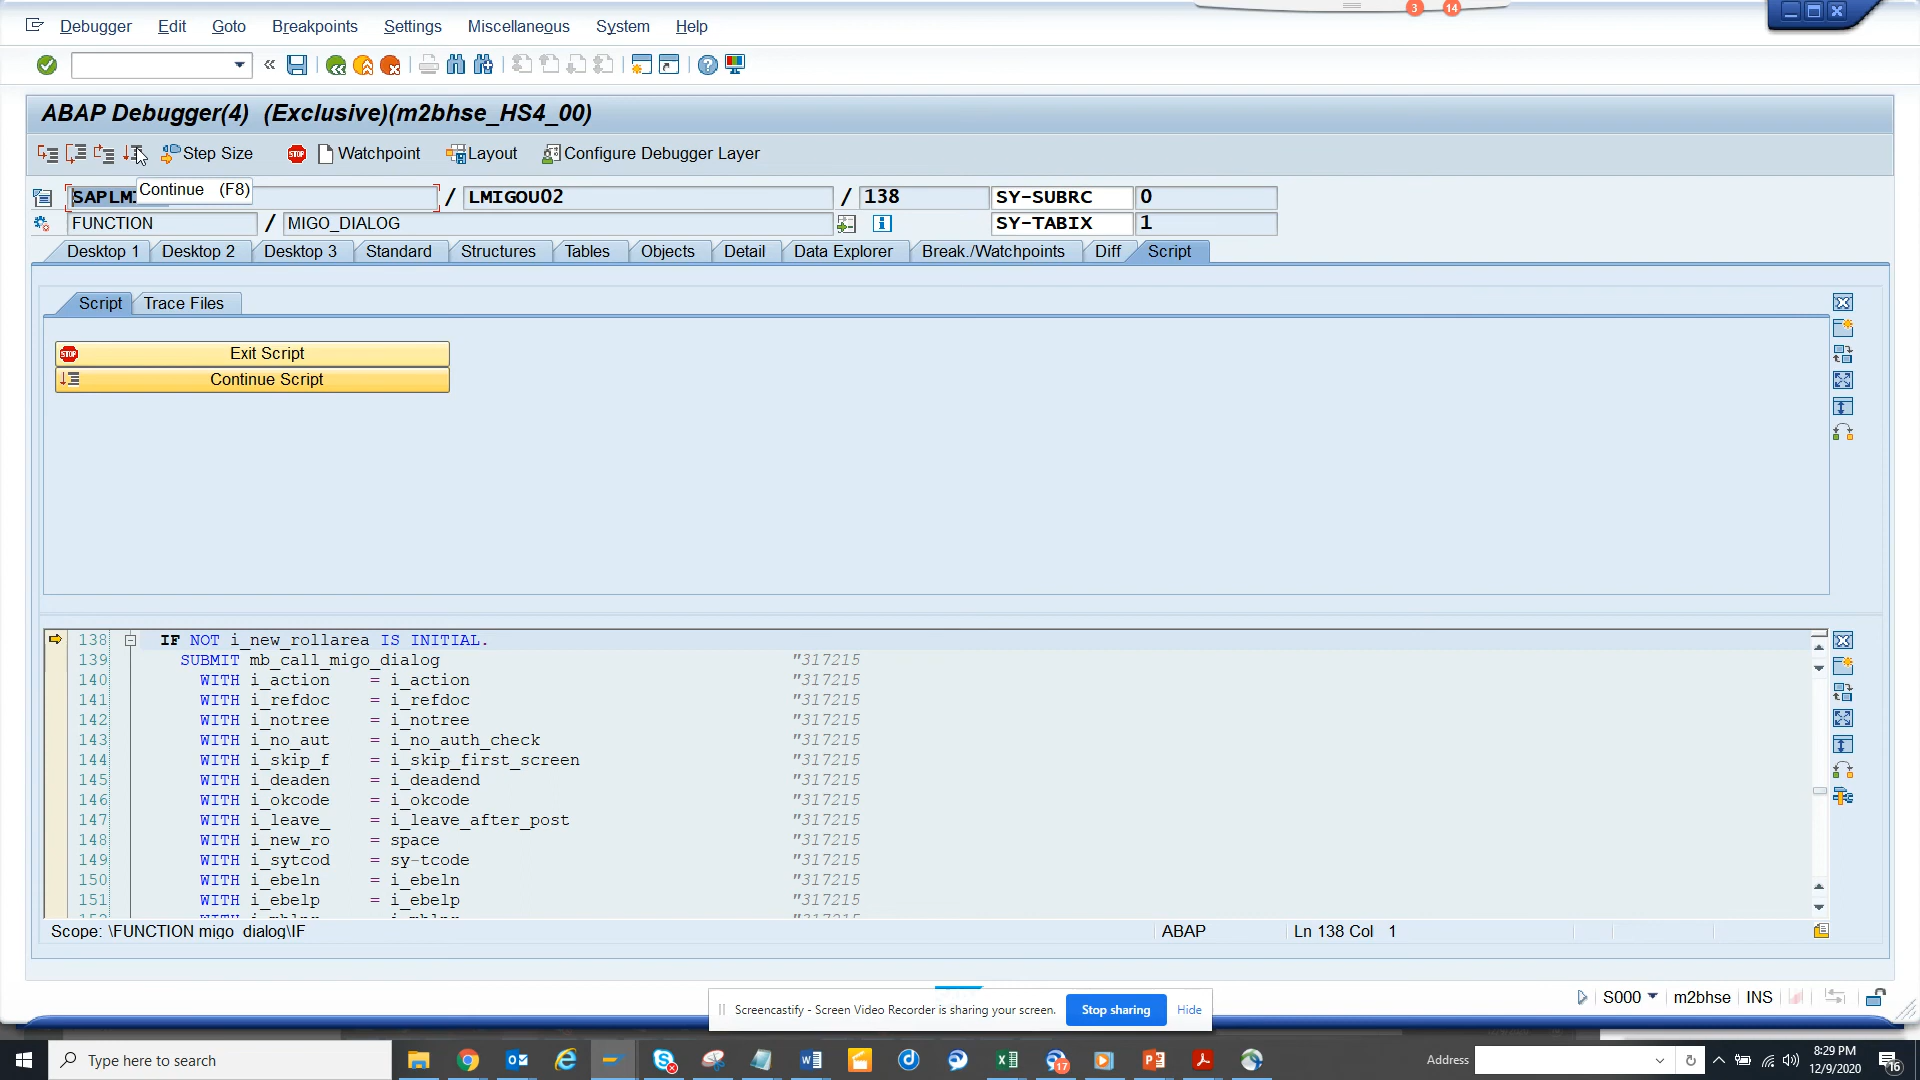 3 14
Debugger Edit Goto Breakpoints Settings Miscellaneous System Help
ABAP Debugger(4) (Exclusive)(m2bhse_HS4_00)
Step Size STOP Watchpoint Layout Configure Debugger Layer
Continue (F8)
/ LMIGOU02 / 138 SY-SUBRC 0
FUNCTION / MIGO_DIALOG SY-TABIX 1
Desktop 1 Desktop 2 Desktop 3 Standard Structures Tables Objects Detail Data Explorer Break./Watchpoints Diff Script
Script Trace Files
STOP Exit Script
Continue Script
138 IF NOT i_new_rollarea IS INITIAL.
139 SUBMIT mb_call_migo_dialog "317215
140 WITH i_action = i_action "317215
141 WITH i_refdoc = i_refdoc "317215
142 WITH i_notree = i_notree "317215
143 WITH i_no_aut = i_no_auth_check "317215
144 WITH i_skip_f = i_skip_first_screen "317215
145 WITH i_deaden = i_deadend "317215
146 WITH i_okcode = i_okcode "317215
147 WITH i_leave_ = i_leave_after_post "317215
148 WITH i_new_ro = space "317215
149 WITH i_sytcod = sy-tcode "317215
150 WITH i_ebeln = i_ebeln "317215
151 WITH i_ebelp = i_ebelp "317215
Scope: \FUNCTION migo_dialog\IF ABAP Ln 138 Col 1
S000 m2bhse INS
Screencastify - Screen Video Recorder is sharing your screen. Stop sharing Hide
Type here to search 17 Address 8:29 PM
12/9/2020 16